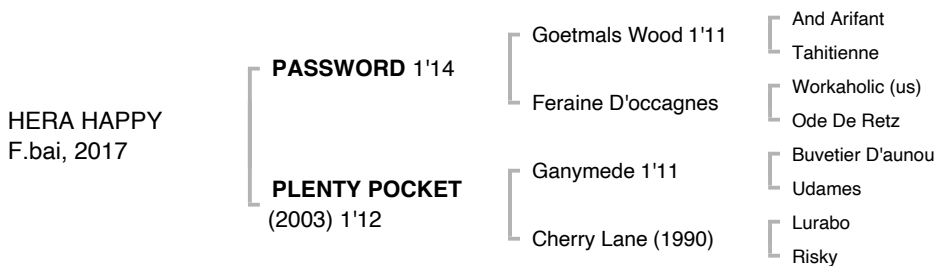 HERA HAPPY
F.bai, 2017
PASSWORD 1'14
PLENTY POCKET
(2003) 1'12
Goetmals Wood 1'11
Feraine D'occagnes
Ganymede 1'11
Cherry Lane (1990)
And Arifant
Tahitienne
Workaholic (us)
Ode De Retz
Buvetier D'aunou
Udames
Lurabo
Risky